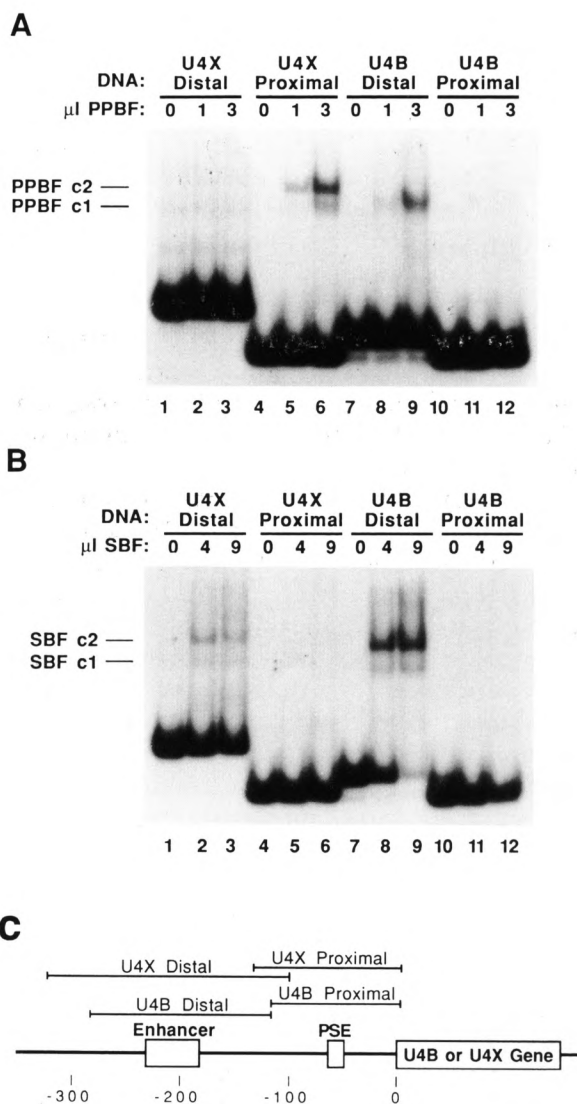 A
U4X U4X U4B U4B
DNA: Distal Proximal Distal Proximal
µl PPBF: 0 1 3 0 1 3 0 1 3 0 1 3
PPBF c2
PPBF c1
1 2 3 4 5 6 7 8 9 10 11 12
B
U4X U4X U4B U4B
DNA: Distal Proximal Distal Proximal
µl SBF: 0 4 9 0 4 9 0 4 9 0 4 9
SBF c2
SBF c1
1 2 3 4 5 6 7 8 9 10 11 12
C
U4X Proximal
U4X Distal
U4B Distal U4B Proximal
Enhancer PSE
U4B or U4X Gene
-300 -200 -100 0